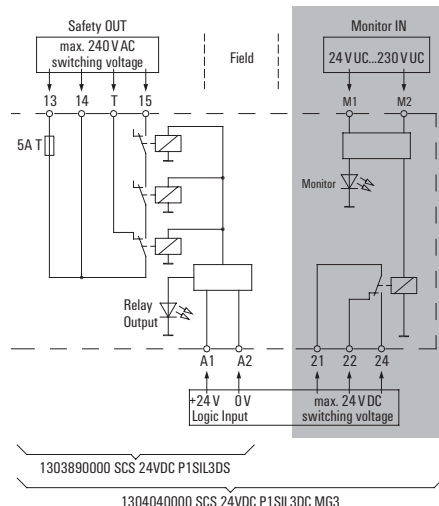 Safety OUT
Monitor IN
max. 240 V AC
switching voltage
Field
24 V UC...230 V UC
13 14 T 15
M1 M2
5A T
Monitor
Relay
Output
A1 A2 21 22 24
+24 V 0 V
Logic Input
max. 24 V DC
switching voltage
1303890000 SCS 24VDC P1SIL3DS
1304040000 SCS 24VDC P1SIL3DC MG3